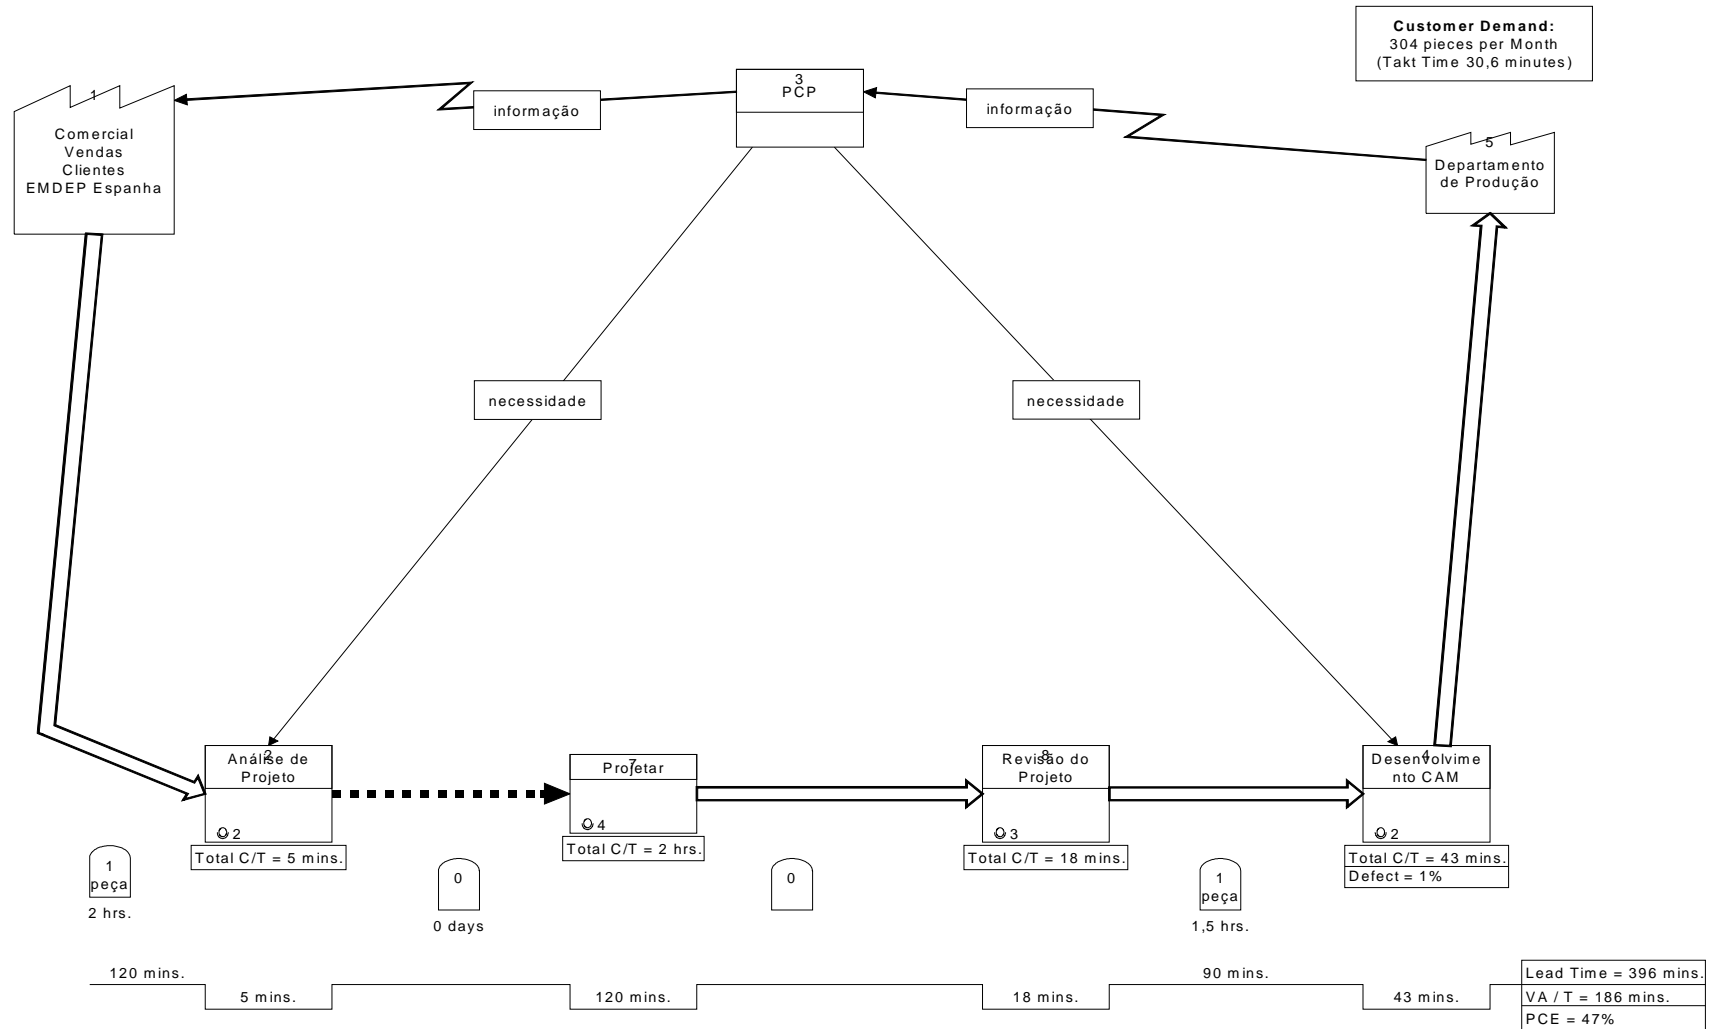 Customer Demand:
304 pieces per Month
(Takt Time 30,6 minutes)
1
Comercial
Vendas
Clientes
EMDEP Espanha
informação
3
PCP
informação
5
Departamento
de Produção
necessidade
necessidade
2
Análise de
Projeto
2
Total C/T = 5 mins.
7
Projetar
4
Total C/T = 2 hrs.
8
Revisão do
Projeto
3
Total C/T = 18 mins.
4
Desenvolvime
nto CAM
2
Total C/T = 43 mins.
Defect = 1%
1
peça
2 hrs.
0
0 days
0
1
peça
1,5 hrs.
120 mins.
5 mins.
120 mins.
18 mins.
90 mins.
43 mins.
Lead Time = 396 mins.
VA / T = 186 mins.
PCE = 47%